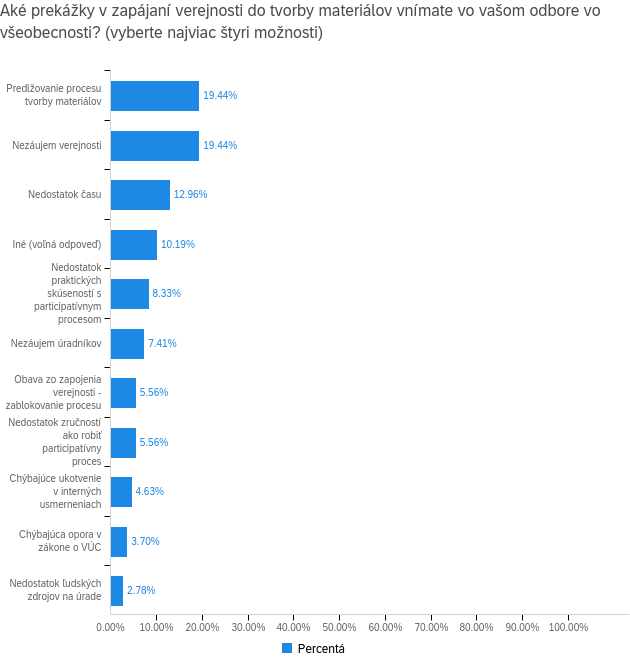 Aké prekážky v zapájaní verejnosti do tvorby materiálov vnímate vo vašom odbore vo
všeobecnosti? (vyberte najviac štyri možnosti)
Predlžovanie procesu
tvorby materiálov
19.44%
Nezáujem verejnosti
19.44%
Nedostatok času
12.96%
Iné (voľná odpoveď)
10.19%
Nedostatok
praktických
skúseností s
participatívnym
procesom
8.33%
Nezáujem úradníkov
7.41%
Obava zo zapojenia
verejnosti -
zablokovanie procesu
5.56%
Nedostatok zručností
ako robiť
participatívny
proces
5.56%
Chýbajúce ukotvenie
v interných
usmerneniach
4.63%
Chýbajúca opora v
zákone o VÚC
3.70%
Nedostatok ľudských
zdrojov na úrade
2.78%
0.00% 10.00% 20.00% 30.00% 40.00% 50.00% 60.00% 70.00% 80.00% 90.00% 100.00%
Percentá